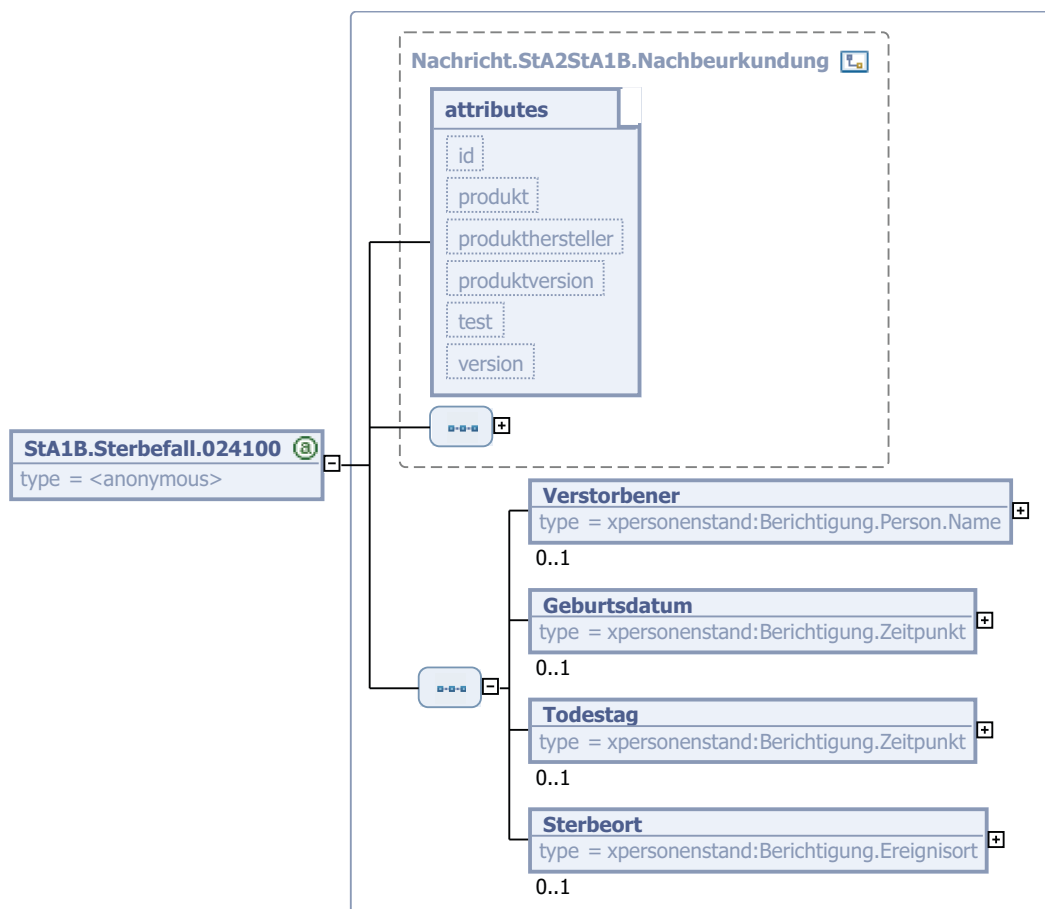 Nachricht.StA2StA1B.Nachbeurkundung
attributes
id
produkt
produkthersteller
produktversion
test
version
StA1B.Sterbefall.024100 a
type = <anonymous>
Verstorbener
type = xpersonenstand:Berichtigung.Person.Name
0..1
Geburtsdatum
type = xpersonenstand:Berichtigung.Zeitpunkt
0..1
Todestag
type = xpersonenstand:Berichtigung.Zeitpunkt
0..1
Sterbeort
type = xpersonenstand:Berichtigung.Ereignisort
0..1